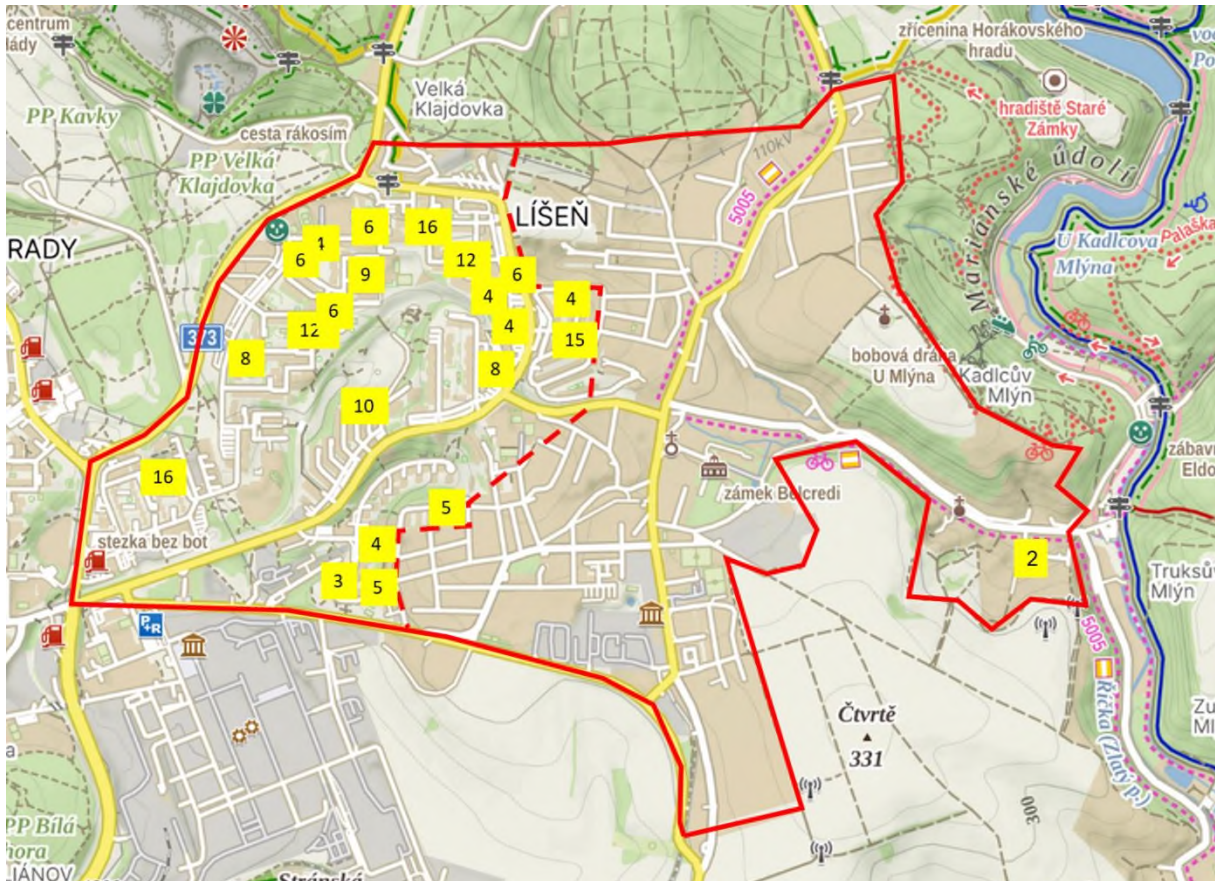 centrum
lády
PP Kavky
cesta rákosím
PP Velká
Klajdovka
Velká
Klajdovka
zřícenina Horákovského
hradu
hradiště Staré
Zámky
Mariánské údolí
110kV
5005
LÍŠEŇ
RADY
6
16
4
6
9
12
6
6
4
4
12
4
15
8
8
10
16
373
U Kadlcova
Mlýna
Palaška
bobová dráha
U Mlýna
Kadlcův
Mlýn
zámek Belcredi
5
4
3
5
2
stezka bez bot
P+R
Truksův
Mlýn
5005
Říčka (Zlatý p.)
Čtvrtě
331
300
PP Bílá
hora
Stránská